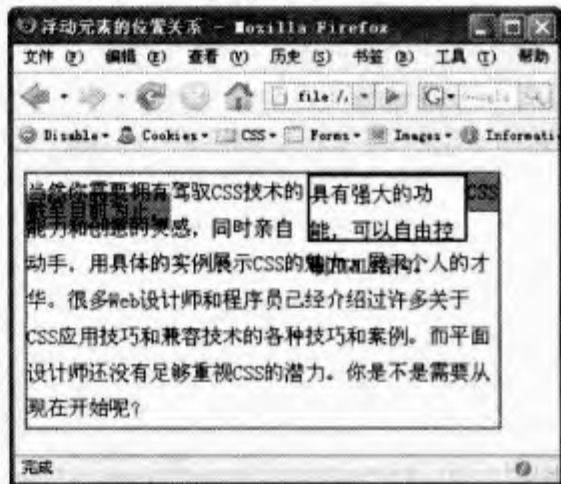 浮动元素的位置关系 - Mozilla Firefox
文件 (F) 编辑 (E) 查看 (V) 历史 (S) 书签 (B) 工具 (T) 帮助
file:/. G
Disable Cookies CSS Forms Images Informati
当然你需要拥有驾驭CSS技术的 具有强大的功 CSS
能力和创意的灵感，同时亲自 能，可以自由控
动手，用具体的实例展示CSS的魅力，展示个人的才
华。很多Web设计师和程序员已经介绍过许多关于
CSS应用技巧和兼容技术的各种技巧和案例。而平面
设计师还没有足够重视CSS的潜力。你是不是需要从
现在开始呢?
完成